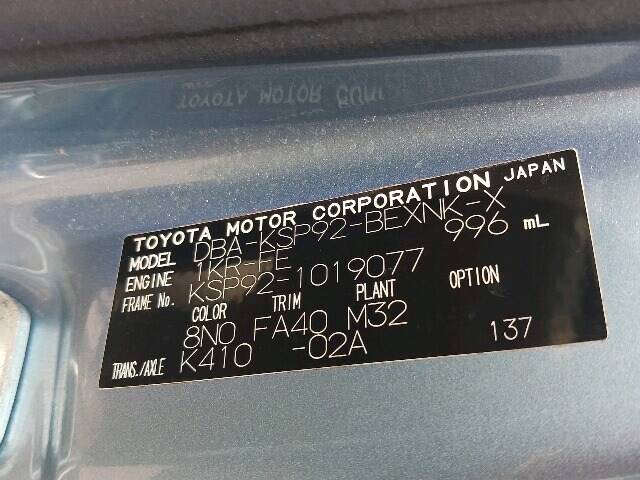 TOYOTA MOTOR CORPORATION JAPAN
MODEL DBA-KSP92-BEXNK-X
ENGINE 1KR-FE 996 mL
FRAME No. KSP92-1019077
COLOR TRIM PLANT OPTION
8N0 FA40 M32
TRANS./AXLE K410 -02A 137